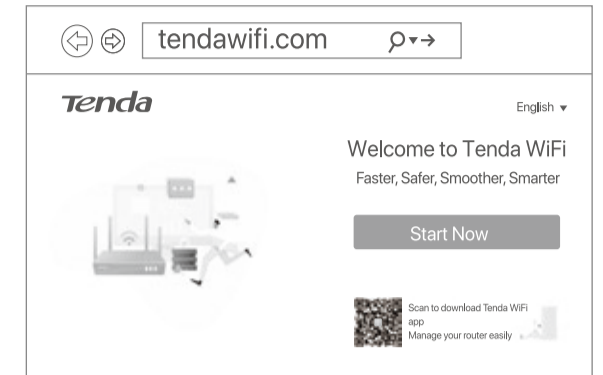 tendawifi.com
Tenda
English
Welcome to Tenda WiFi
Faster, Safer, Smoother, Smarter
Start Now
Scan to download Tenda WiFi
app
Manage your router easily